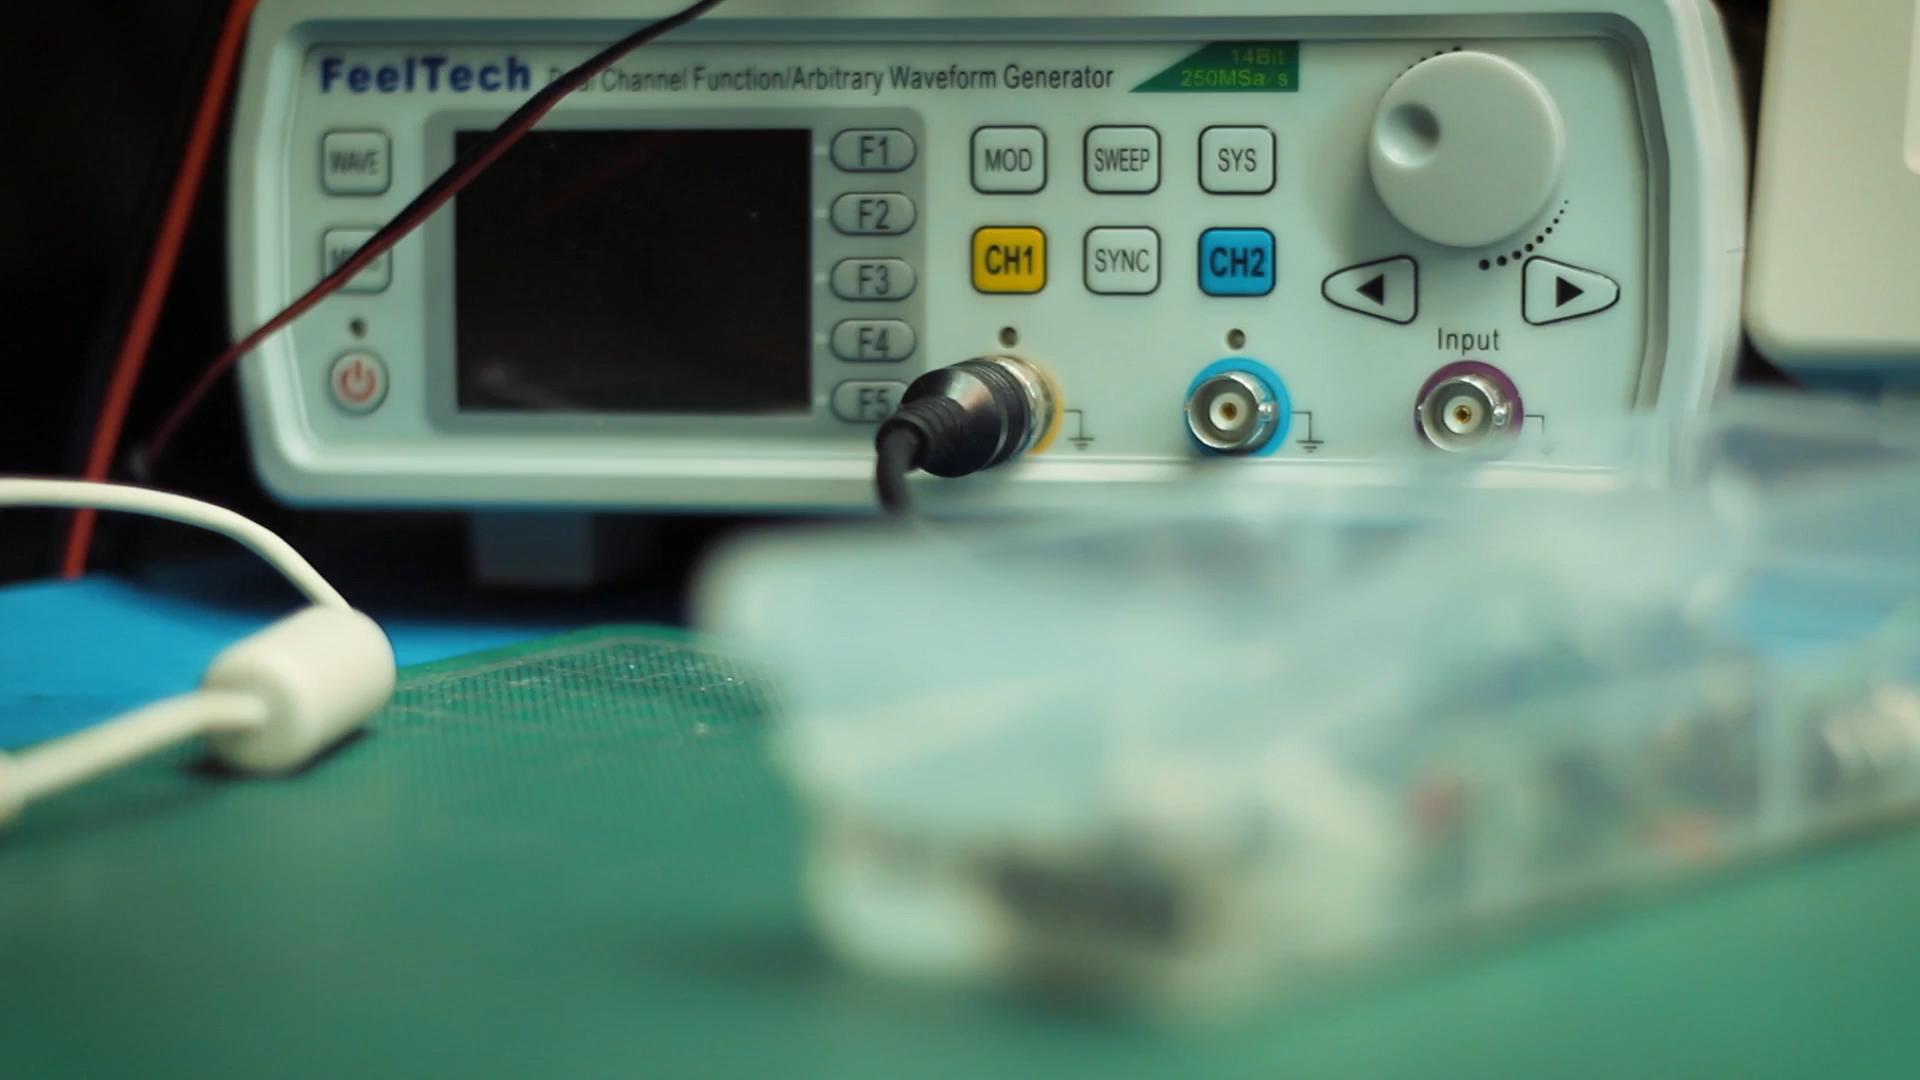 FeelTech Dual Channel Function/Arbitrary Waveform Generator
14Bit
250MSa/s
WAVE
F1
MOD
SWEEP
SYS
F2
F3
CH1
SYNC
CH2
F4
Input
F5